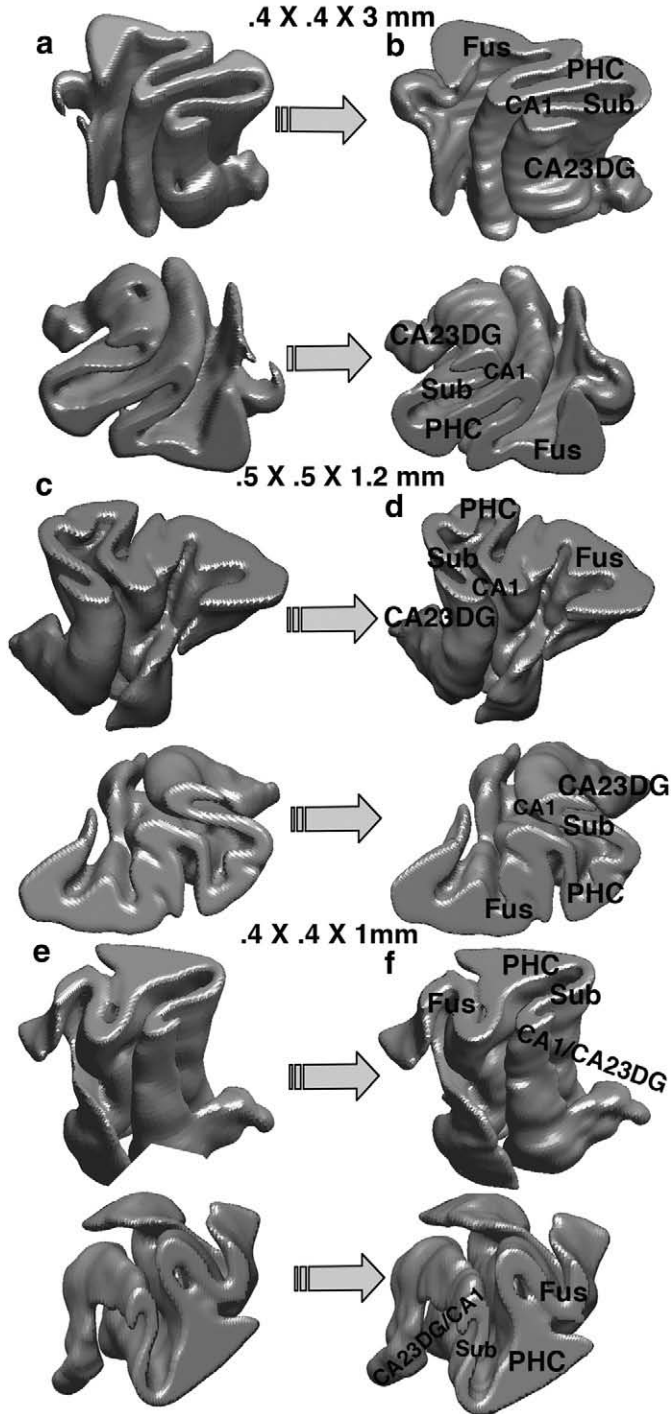 .4 X .4 X 3 mm
a
b
Fus
PHC
CA1
Sub
CA23DG
CA23DG
CA1
Sub
PHC
Fus
.5 X .5 X 1.2 mm
c
d
PHC
Sub
Fus
CA1
CA23DG
CA23DG
CA1
Sub
PHC
Fus
.4 X .4 X 1mm
e
f
PHC
Fus
Sub
CA1/CA23DG
Fus
CA23DG/CA1
Sub
PHC